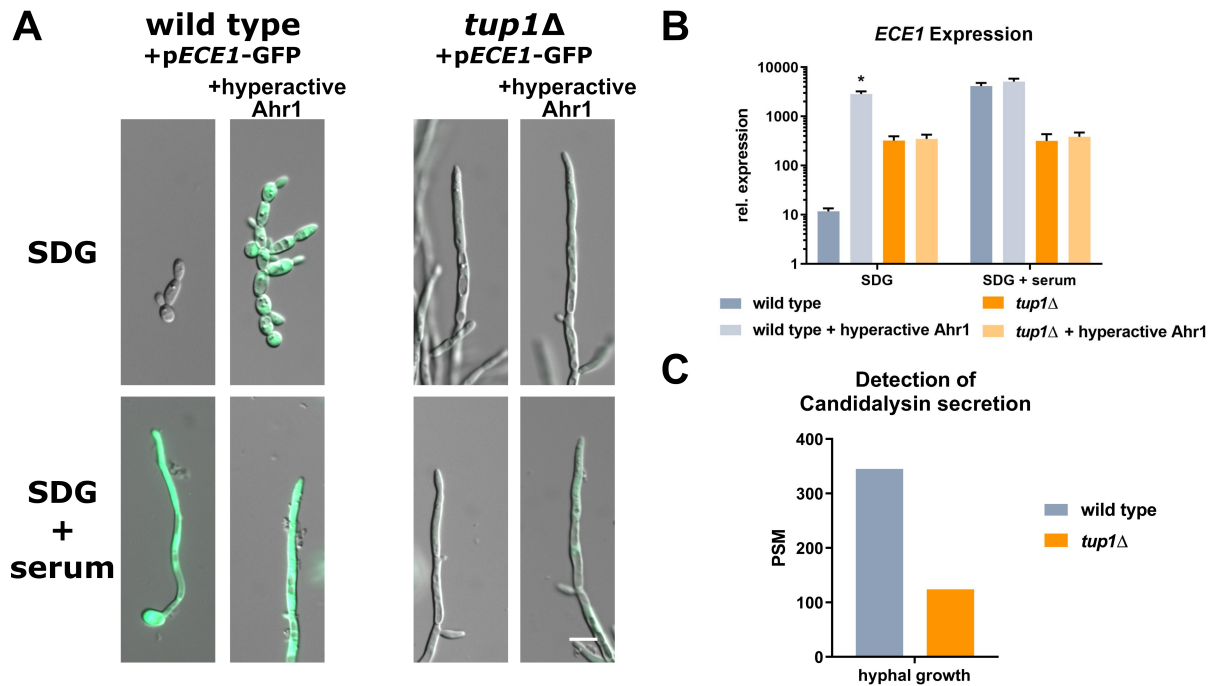 A
wild type
+pECE1-GFP
+hyperactive
Ahr1
tup1Δ
+pECE1-GFP
+hyperactive
Ahr1
SDG
SDG
+
serum
B
ECE1 Expression
rel. expression
10000
1000
100
10
1
*
SDG
SDG + serum
wild type
wild type + hyperactive Ahr1
tup1Δ
tup1Δ + hyperactive Ahr1
C
Detection of
Candidalysin secretion
PSM
400
300
200
100
0
hyphal growth
wild type
tup1Δ